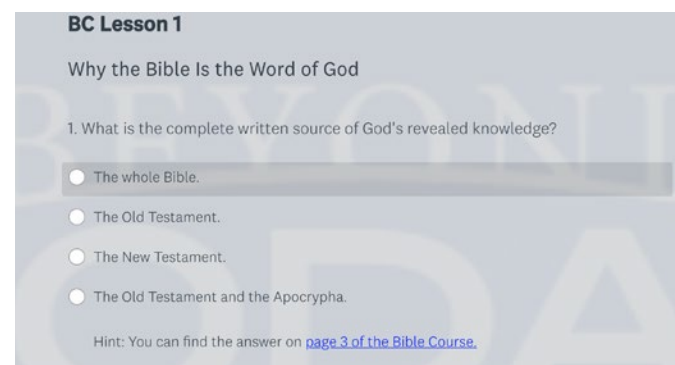 BC Lesson 1
Why the Bible Is the Word of God
1. What is the complete written source of God's revealed knowledge?
The whole Bible.
The Old Testament.
The New Testament.
The Old Testament and the Apocrypha.
Hint: You can find the answer on page 3 of the Bible Course.